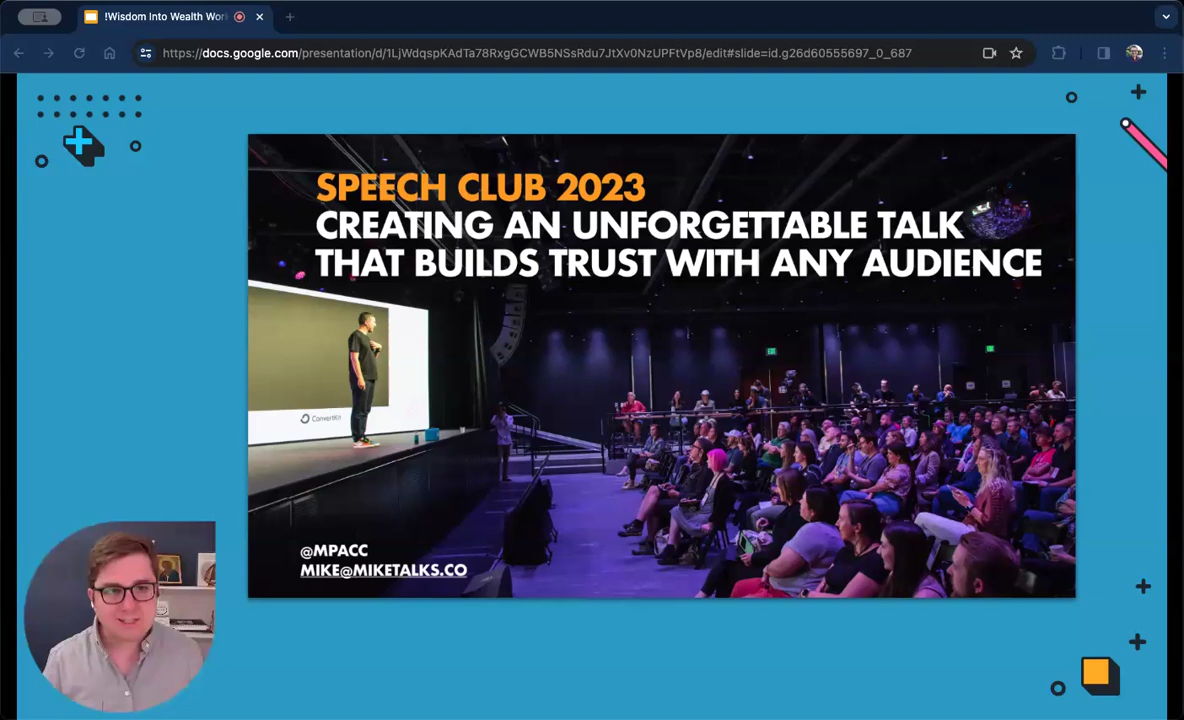 !Wisdom Into Wealth Wor
https://docs.google.com/presentation/d/1LjWdqspKAdTa78RxgGCWB5NSsRdu7JtXv0NzUPFtVp8/edit#slide=id.g26d60555697_0_687
SPEECH CLUB 2023
CREATING AN UNFORGETTABLE TALK
THAT BUILDS TRUST WITH ANY AUDIENCE
ConvertKit
@MPACC
MIKE@MIKETALKS.CO